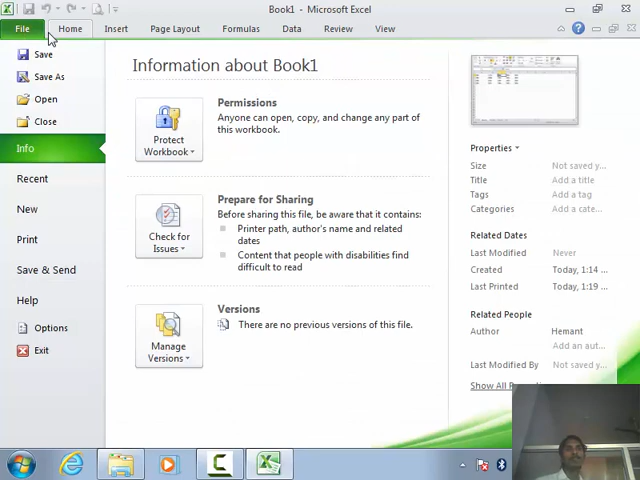 Book1 - Microsoft Excel
File Home Insert Page Layout Formulas Data Review View
Save
Save As
Open
Close
Info
Recent
New
Print
Save & Send
Help
Options
Exit
Information about Book1
Protect
Workbook
Permissions
Anyone can open, copy, and change any part of
this workbook.
Check for
Issues
Prepare for Sharing
Before sharing this file, be aware that it contains:
Printer path, author's name and related
dates
Content that people with disabilities find
difficult to read
Manage
Versions
Versions
There are no previous versions of this file.
Properties
Size Not saved y...
Title Add a title
Tags Add a tag
Categories Add a cate...
Related Dates
Last Modified Never
Created Today, 1:14 ...
Last Printed Today, 1:19 ...
Related People
Author Hemant
Add an aut...
Last Modified By Not saved y...
Show All